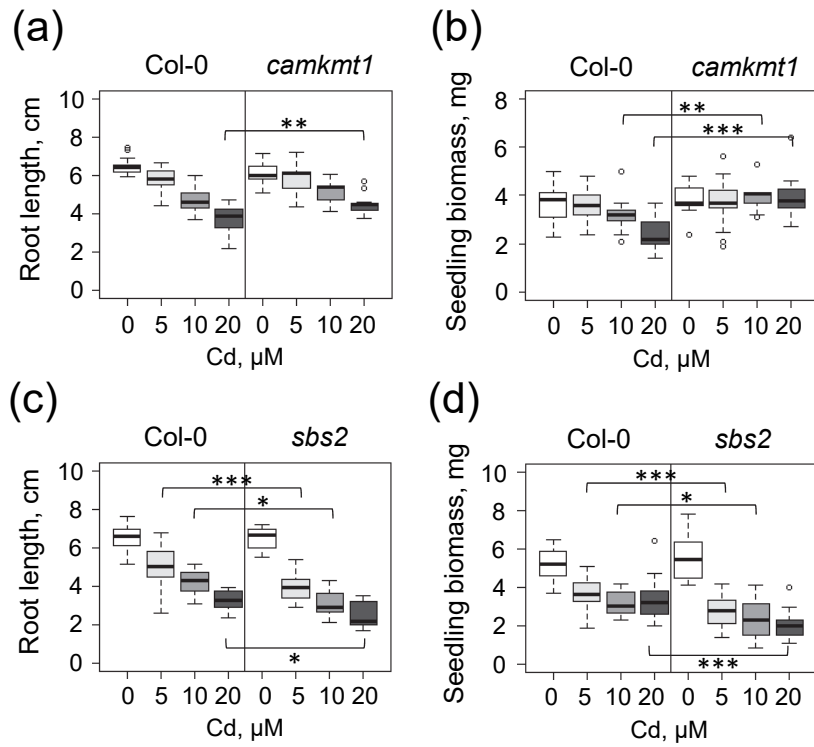 (a)
Col-0 camkmt1
Root length, cm
10
8
6
4
2
0
**
0 5 10 20 0 5 10 20
Cd, µM
(b)
Col-0 camkmt1
Seedling biomass, mg
8
6
4
2
0
**
***
0 5 10 20 0 5 10 20
Cd, µM
(c)
Col-0 sbs2
Root length, cm
10
8
6
4
2
0
***
*
*
0 5 10 20 0 5 10 20
Cd, µM
(d)
Col-0 sbs2
Seedling biomass, mg
10
8
6
4
2
0
***
*
***
0 5 10 20 0 5 10 20
Cd, µM